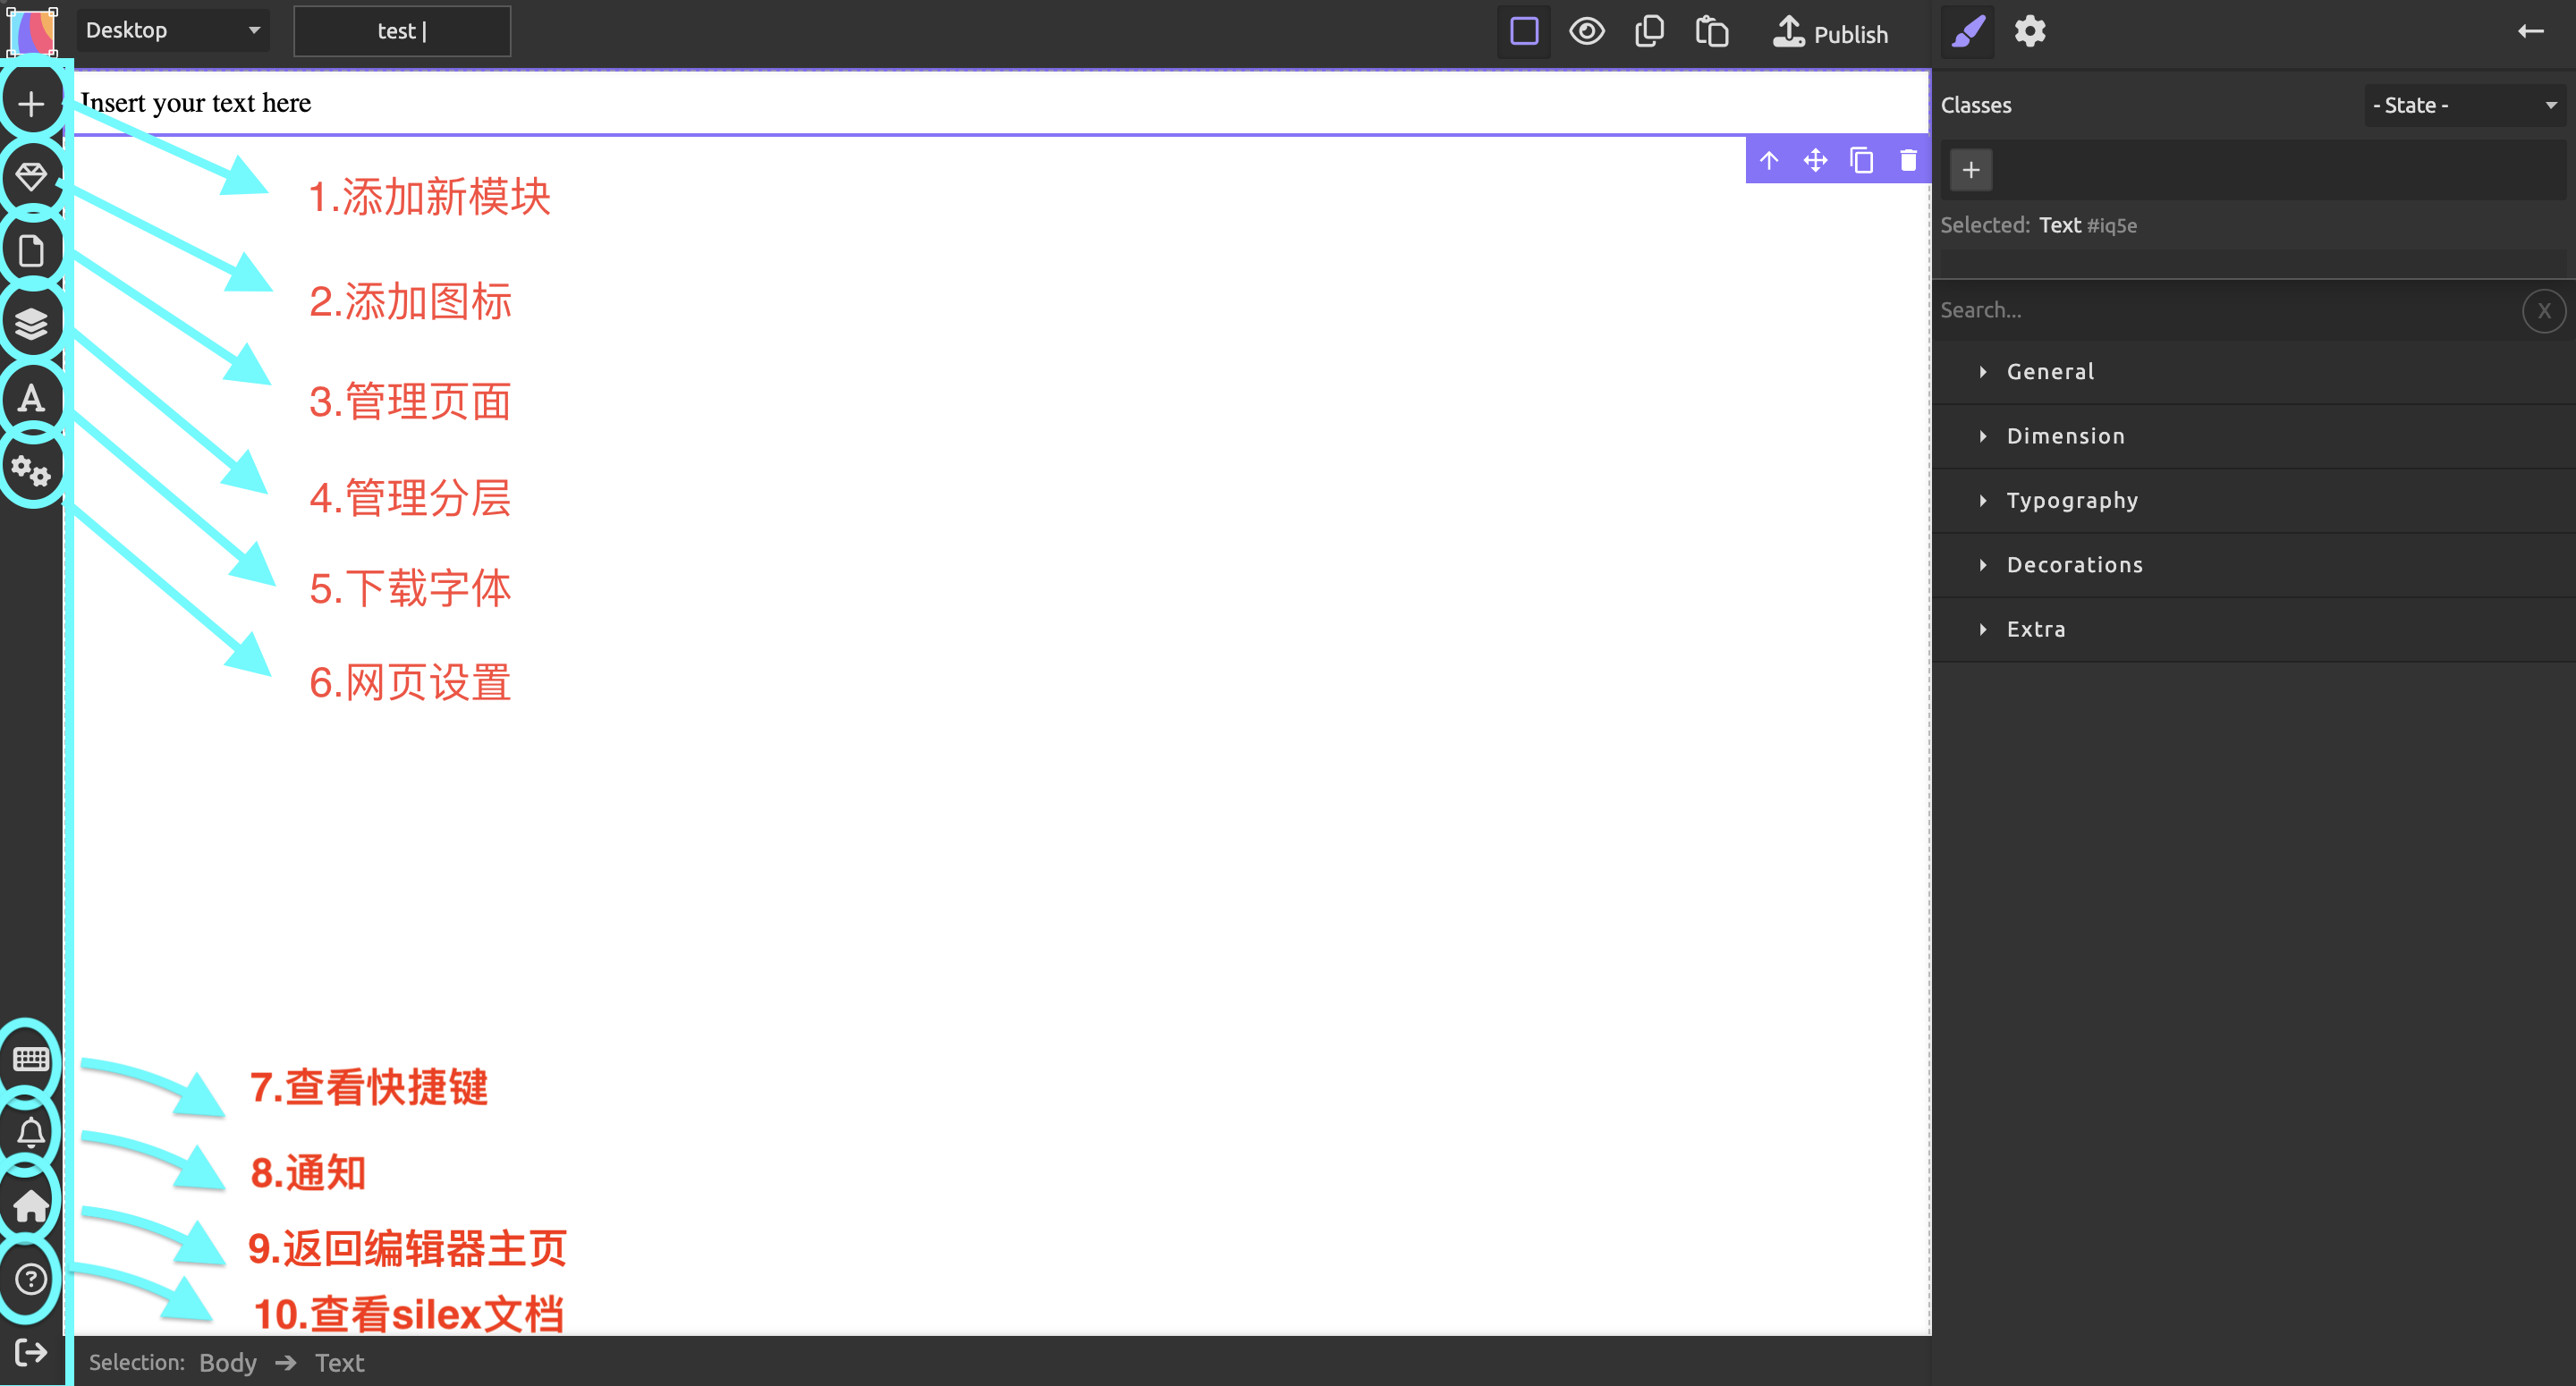 Desktop
test |
Publish
Insert your text here
Classes
- State -
+
Selected: Text #iq5e
Search...
X
General
Dimension
Typography
Decorations
Extra
1.添加新模块
2.添加图标
3.管理页面
4.管理分层
5.下载字体
6.网页设置
7.查看快捷键
8.通知
9.返回编辑器主页
10.查看silex文档
Selection: Body ➔ Text